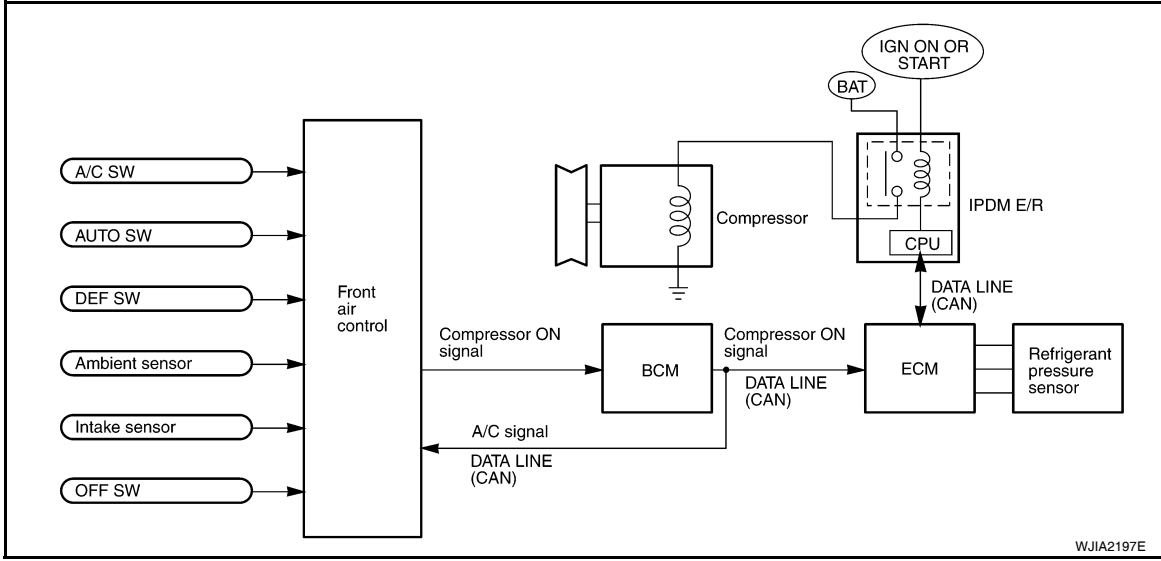 IGN ON OR
START
BAT
A/C SW
AUTO SW
DEF SW
Ambient sensor
Intake sensor
OFF SW
Front
air
control
Compressor
IPDM E/R
CPU
DATA LINE
(CAN)
Compressor ON
signal
BCM
Compressor ON
signal
DATA LINE
(CAN)
ECM
Refrigerant
pressure
sensor
A/C signal
DATA LINE
(CAN)
WJIA2197E